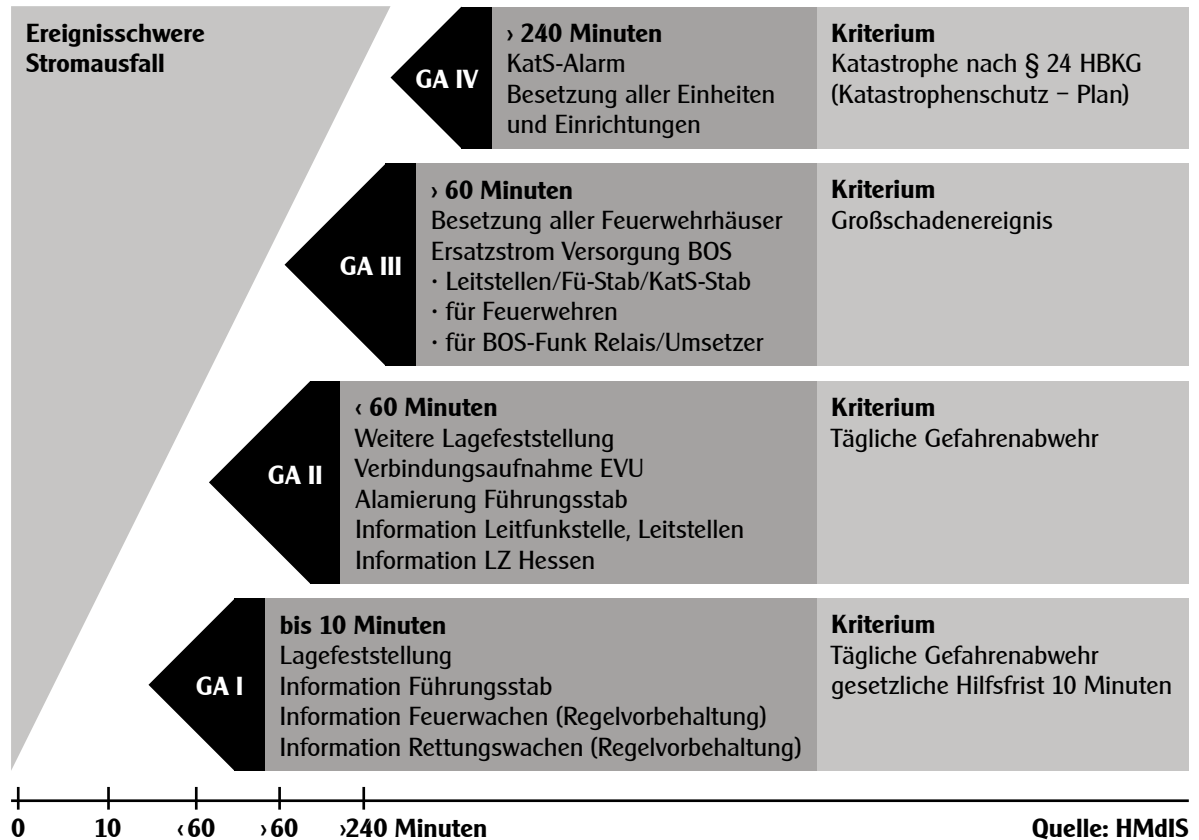 Ereignisschwere
Stromausfall
GA IV
› 240 Minuten
KatS-Alarm
Besetzung aller Einheiten
und Einrichtungen
Kriterium
Katastrophe nach § 24 HBKG
(Katastrophenschutz – Plan)
GA III
› 60 Minuten
Besetzung aller Feuerwehrhäuser
Ersatzstrom Versorgung BOS
· Leitstellen/Fü-Stab/KatS-Stab
· für Feuerwehren
· für BOS-Funk Relais/Umsetzer
Kriterium
Großschadenereignis
GA II
‹ 60 Minuten
Weitere Lagefeststellung
Verbindungsaufnahme EVU
Alamierung Führungsstab
Information Leitfunkstelle, Leitstellen
Information LZ Hessen
Kriterium
Tägliche Gefahrenabwehr
GA I
bis 10 Minuten
Lagefeststellung
Information Führungsstab
Information Feuerwachen (Regelvorbehaltung)
Information Rettungswachen (Regelvorbehaltung)
Kriterium
Tägliche Gefahrenabwehr
gesetzliche Hilfsfrist 10 Minuten
0 10 ‹60 ›60 ›240 Minuten
Quelle: HMdIS